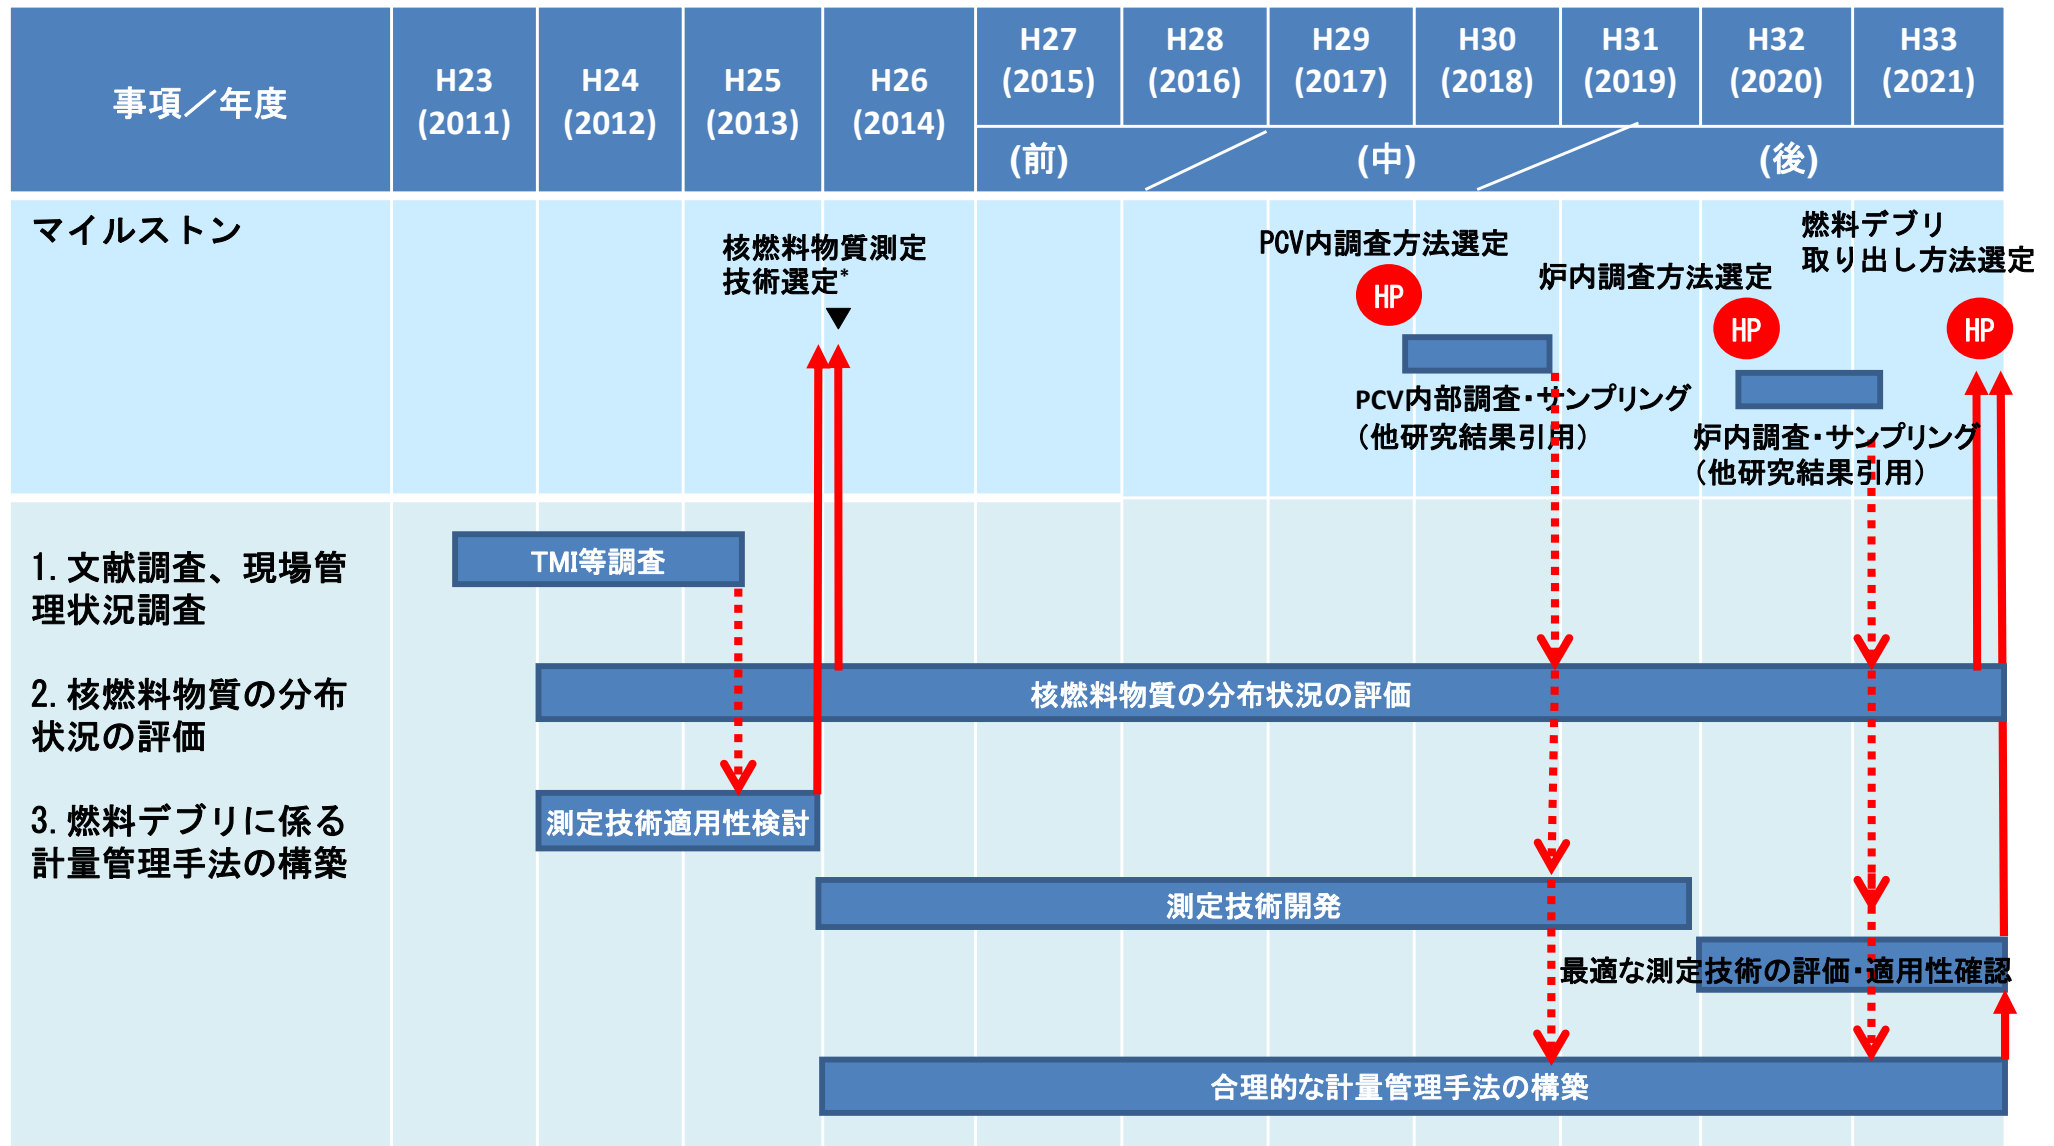 事項／年度
H23
(2011)
H24
(2012)
H25
(2013)
H26
(2014)
H27
(2015)
H28
(2016)
H29
(2017)
H30
(2018)
H31
(2019)
H32
(2020)
H33
(2021)
(前)
(中)
(後)
マイルストン
核燃料物質測定
技術選定*
PCV内調査方法選定
HP
PCV内部調査・サンプリング
（他研究結果引用）
炉内調査方法選定
HP
炉内調査・サンプリング
（他研究結果引用）
燃料デブリ
取り出し方法選定
HP
1. 文献調査、現場管
理状況調査
TMI等調査
2. 核燃料物質の分布
状況の評価
核燃料物質の分布状況の評価
3. 燃料デブリに係る
計量管理手法の構築
測定技術適用性検討
測定技術開発
最適な測定技術の評価・適用性確認
合理的な計量管理手法の構築